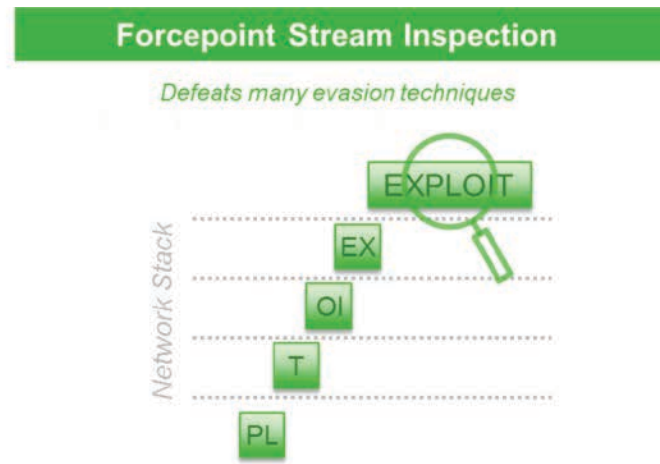 Forcepoint Stream Inspection
Defeats many evasion techniques
EXPLOIT
Network Stack
EX
OI
T
PL